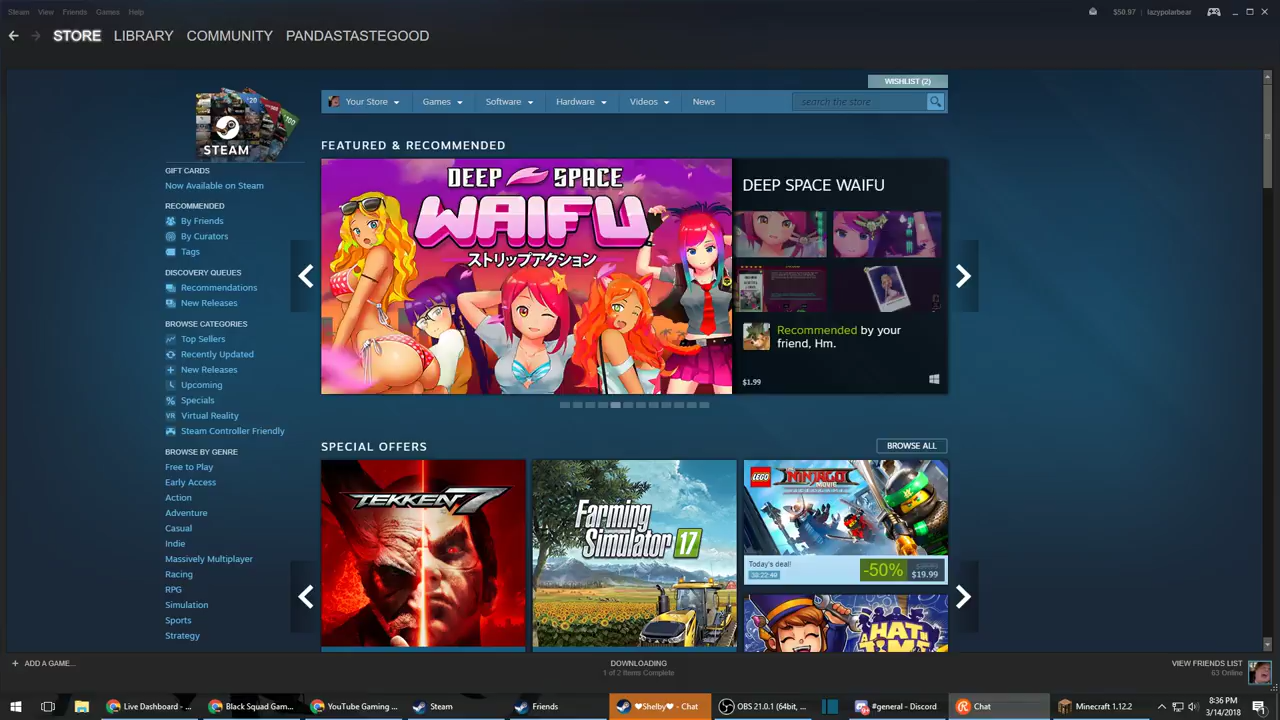 Steam View Friends Games Help
$50.97 lazypolarbear
STORE LIBRARY COMMUNITY PANDASTASTEGOOD
WISHLIST (2)
Your Store Games Software Hardware Videos News search the store
STEAM
$20
$100
GIFT CARDS
Now Available on Steam
RECOMMENDED
By Friends
By Curators
Tags
DISCOVERY QUEUES
Recommendations
New Releases
BROWSE CATEGORIES
Top Sellers
Recently Updated
New Releases
Upcoming
Specials
VR Virtual Reality
Steam Controller Friendly
BROWSE BY GENRE
Free to Play
Early Access
Action
Adventure
Casual
Indie
Massively Multiplayer
Racing
RPG
Simulation
Sports
Strategy
FEATURED & RECOMMENDED
DEEP SPACE
WAIFU
ストリップアクション
DEEP SPACE WAIFU
Recommended by your
friend, Hm.
$1.99
SPECIAL OFFERS
BROWSE ALL
TEKKEN 7
Farming
Simulator 17
LEGO NINJAGO
MOVIE
Today's deal!
38:22:49
-50% $39.99
$19.99
A HAT
IN TIME
+ ADD A GAME...
DOWNLOADING
1 of 2 Items Complete
VIEW FRIENDS LIST
63 Online
Live Dashboard - ... Black Squad Gam... YouTube Gaming ... Steam Friends ♥Shelby♥ - Chat OBS 21.0.1 (64bit, ... #general - Discord Chat Minecraft 1.12.2
8:36 PM
3/14/2018